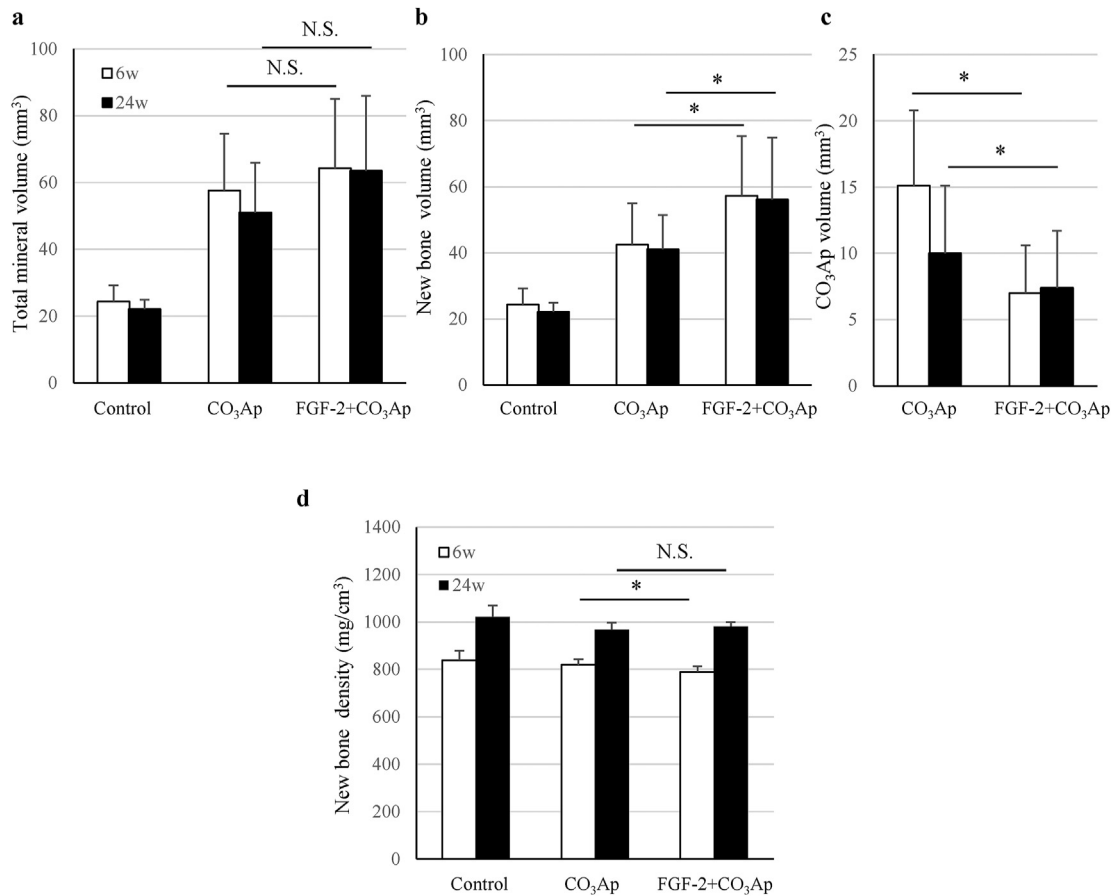 a
Total mineral volume (mm³)
100
80
60
40
20
0
6w
24w
N.S.
N.S.
Control
CO₃Ap
FGF-2+CO₃Ap
b
New bone volume (mm³)
100
80
60
40
20
0
*
*
Control
CO₃Ap
FGF-2+CO₃Ap
c
CO₃Ap volume (mm³)
25
20
15
10
5
0
*
*
CO₃Ap
FGF-2+CO₃Ap
d
New bone density (mg/cm³)
1400
1200
1000
800
600
400
200
0
6w
24w
N.S.
*
Control
CO₃Ap
FGF-2+CO₃Ap